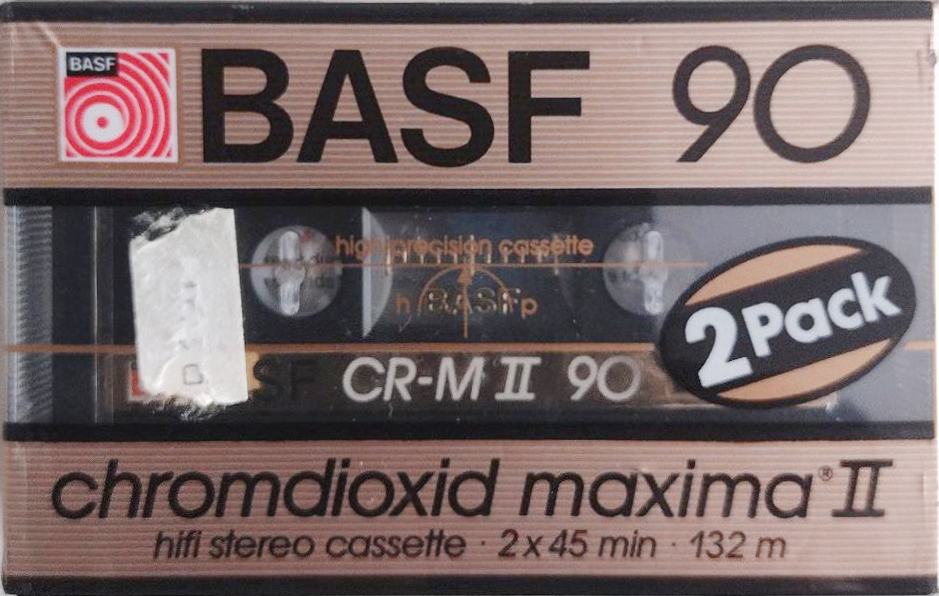 BASF
BASF 90
high precision cassette
h BASF p
SF CR-M II 90
2 Pack
chromdioxid maxima® II
hifi stereo cassette · 2 x 45 min · 132 m